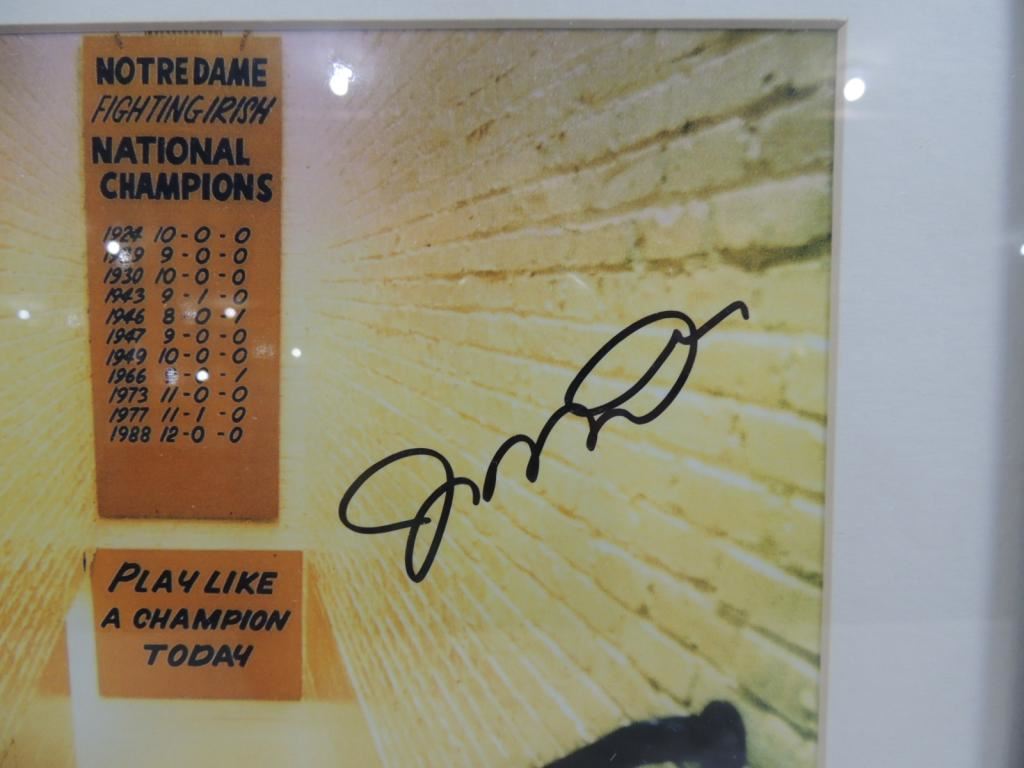 NOTRE DAME
FIGHTING IRISH
NATIONAL
CHAMPIONS
1924 10-0-0
9-0-0
1930 10-0-0
1943 9-1-0
1946 8-0-1
1947 9-0-0
1949 10-0-0
1966
1973 11-0-0
1977 11-1-0
1988 12-0-0
PLAY LIKE
A CHAMPION
TODAY